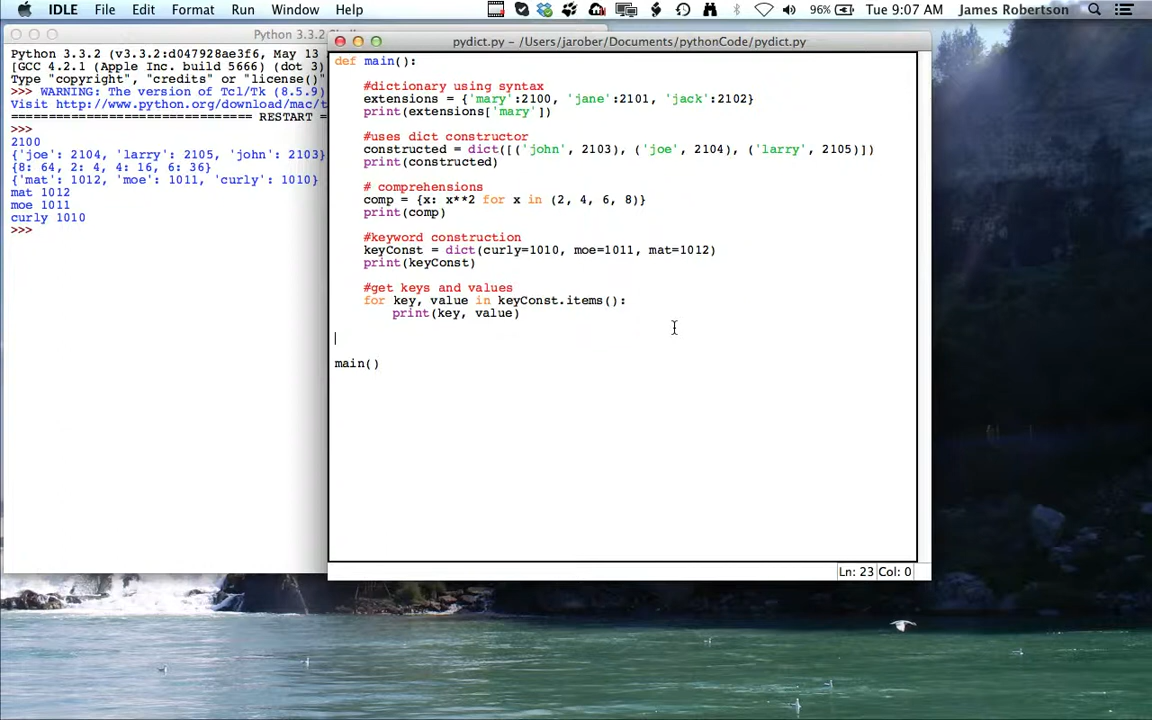 IDLE File Edit Format Run Window Help 96% Tue 9:07 AM James Robertson
Python 3.3.2 
Python 3.3.2 (v3.3.2:d047928ae3f6, May 13
[GCC 4.2.1 (Apple Inc. build 5666) (dot 3)
Type "copyright", "credits" or "license()"
>>> WARNING: The version of Tcl/Tk (8.5.9)
Visit http://www.python.org/download/mac/t
================================ RESTART =
>>>
2100
{'joe': 2104, 'larry': 2105, 'john': 2103}
{8: 64, 2: 4, 4: 16, 6: 36}
{'mat': 1012, 'moe': 1011, 'curly': 1010}
mat 1012
moe 1011
curly 1010
>>>
pydict.py - /Users/jarober/Documents/pythonCode/pydict.py
def main():
#dictionary using syntax
extensions = {'mary':2100, 'jane':2101, 'jack':2102}
print(extensions['mary'])
#uses dict constructor
constructed = dict([('john', 2103), ('joe', 2104), ('larry', 2105)])
print(constructed)
# comprehensions
comp = {x: x**2 for x in (2, 4, 6, 8)}
print(comp)
#keyword construction
keyConst = dict(curly=1010, moe=1011, mat=1012)
print(keyConst)
#get keys and values
for key, value in keyConst.items():
print(key, value)
main()
Ln: 23 Col: 0